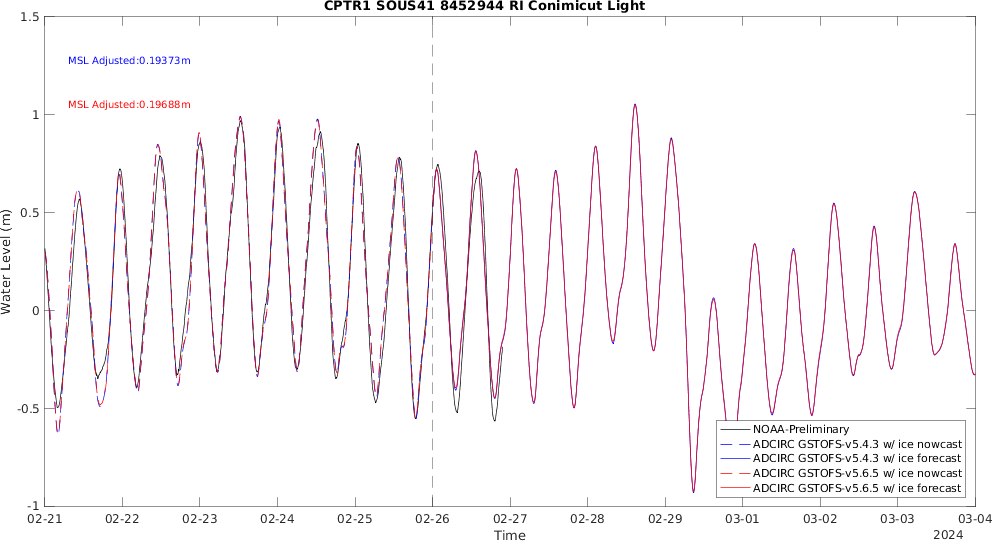 CPTR1 SOUS41 8452944 RI Conimicut Light
1.5
1
0.5
0
-0.5
-1
Water Level (m)
MSL Adjusted:0.19373m
MSL Adjusted:0.19688m
NOAA-Preliminary
ADCIRC GSTOFS-v5.4.3 w/ ice nowcast
ADCIRC GSTOFS-v5.4.3 w/ ice forecast
ADCIRC GSTOFS-v5.6.5 w/ ice nowcast
ADCIRC GSTOFS-v5.6.5 w/ ice forecast
02-21 02-22 02-23 02-24 02-25 02-26 02-27 02-28 02-29 03-01 03-02 03-03 03-04
Time
2024